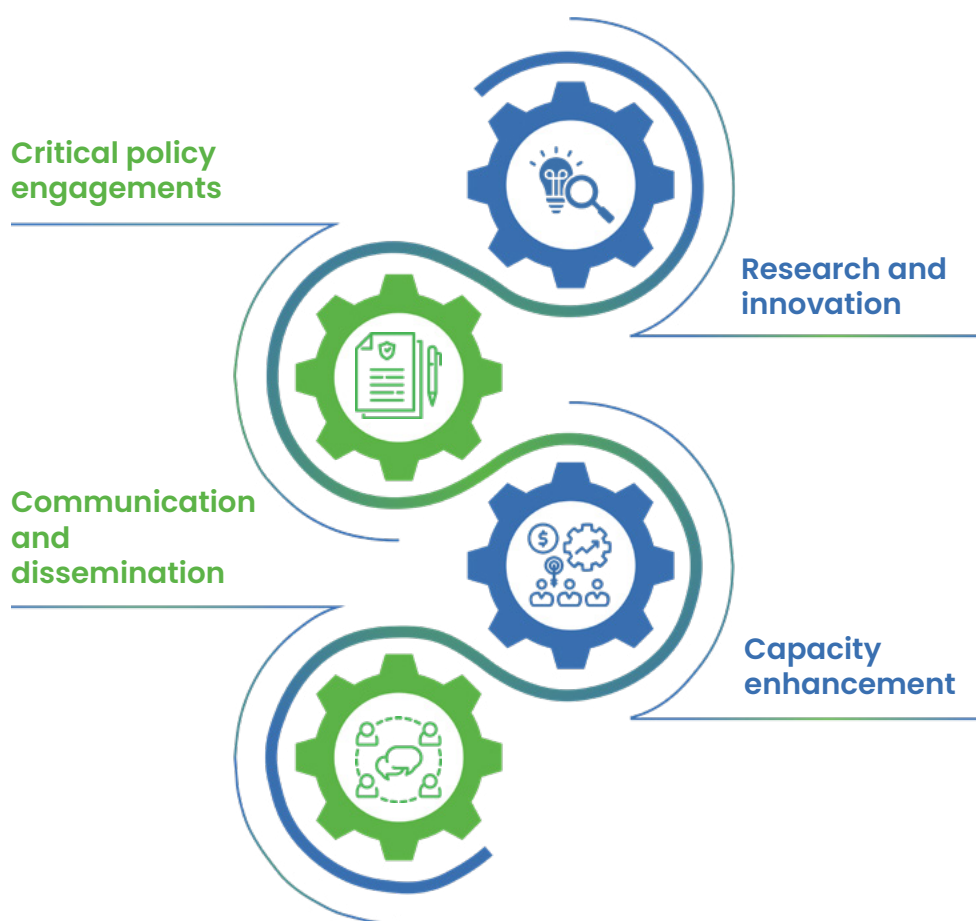 Critical policy
engagements
Research and
innovation
Communication
and
dissemination
Capacity
enhancement
$